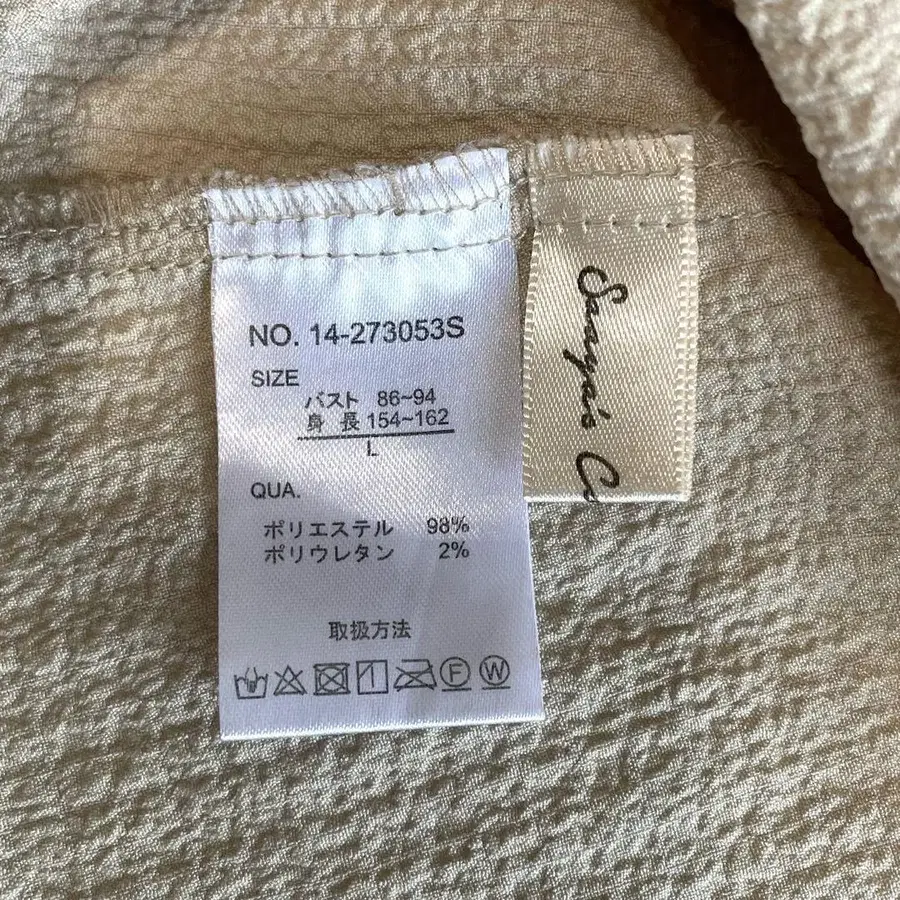 NO. 14-273053S
SIZE
バスト 86~94
身 長 154~162
L
QUA.
ポリエステル 98%
ポリウレタン 2%
取扱方法
F W
Saaya's C